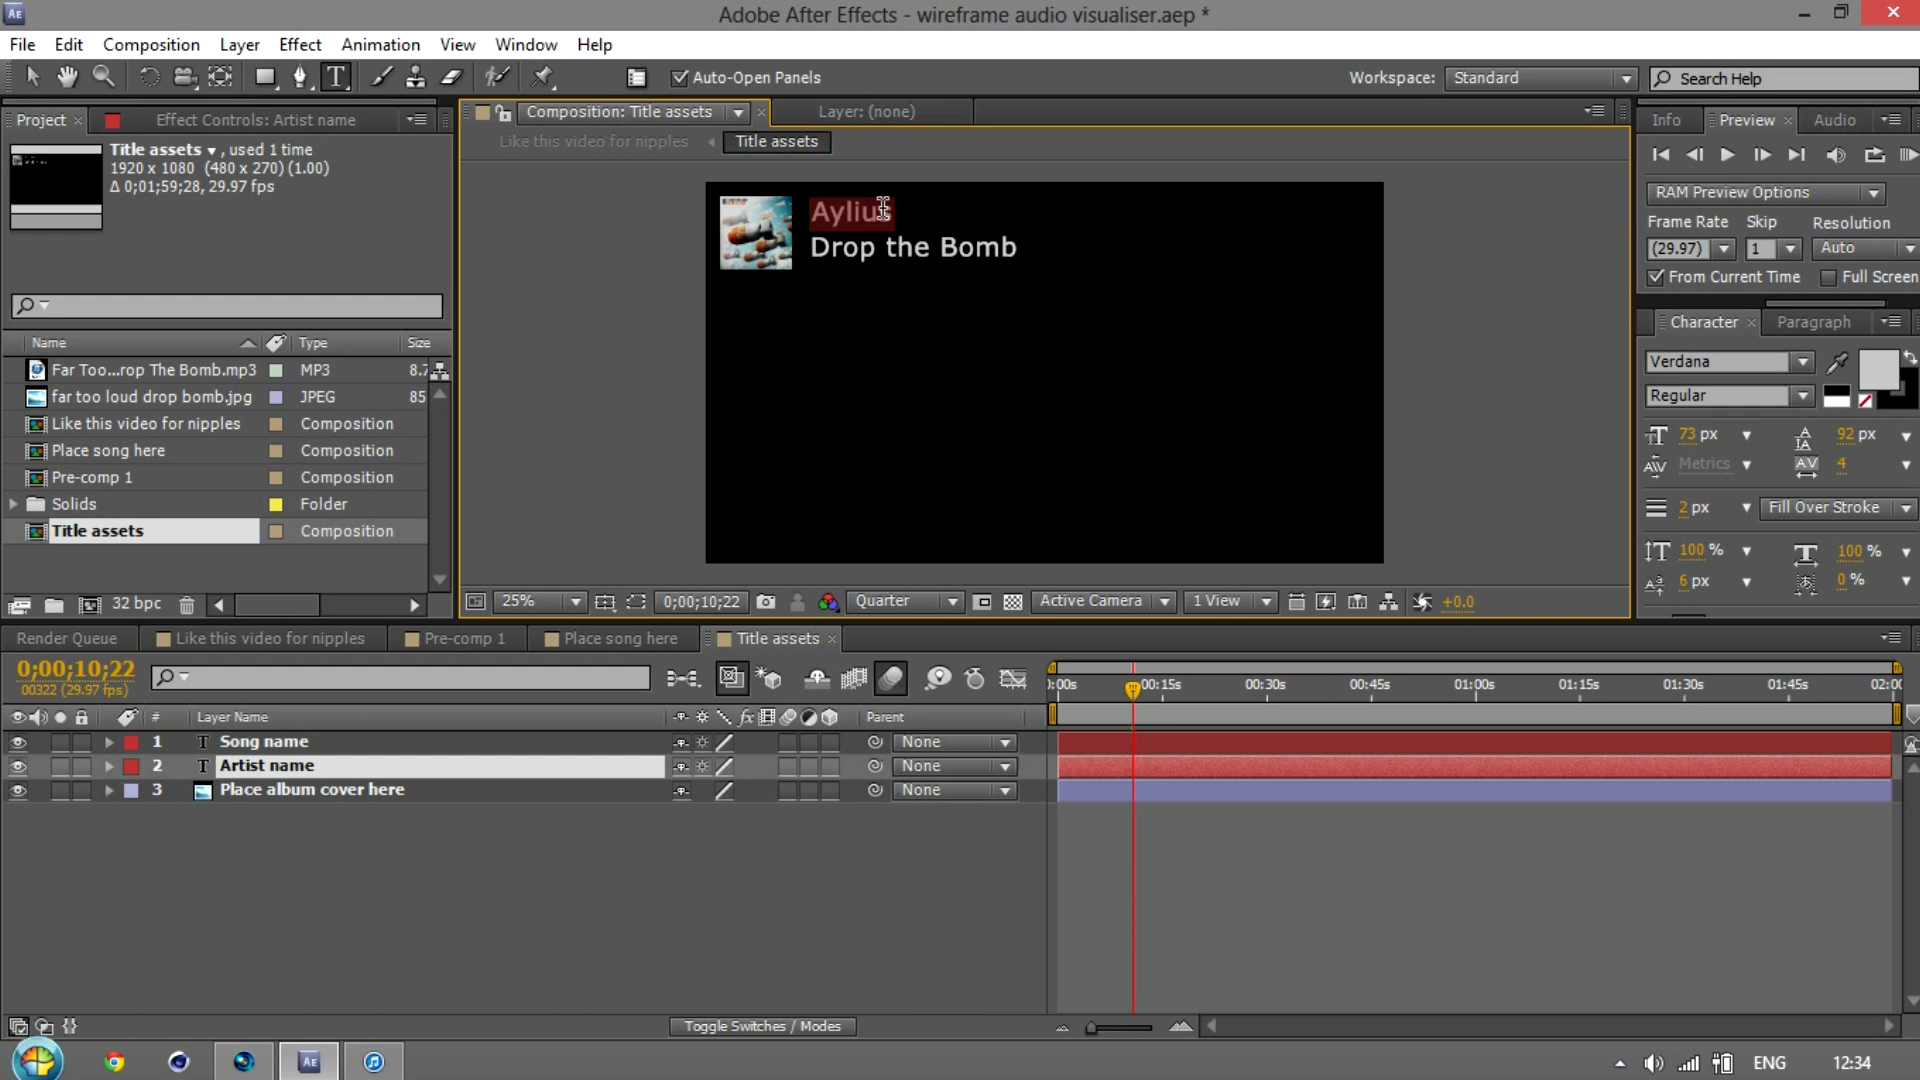 Adobe After Effects - wireframe audio visualiser.aep *
File Edit Composition Layer Effect Animation View Window Help
Auto-Open Panels
Workspace: Standard
Search Help
Project
Effect Controls: Artist name
Title assets , used 1 time
1920 x 1080 (480 x 270) (1.00)
Δ 0;01;59;28, 29.97 fps
Name Type Size
Far Too...rop The Bomb.mp3 MP3 8.7
far too loud drop bomb.jpg JPEG 85
Like this video for nipples Composition
Place song here Composition
Pre-comp 1 Composition
Solids Folder
Title assets Composition
32 bpc
Composition: Title assets
Layer: (none)
Like this video for nipples Title assets
Aylius
Drop the Bomb
25% 0;00;10;22 Quarter Active Camera 1 View +0.0
Info Preview Audio
RAM Preview Options
Frame Rate Skip Resolution
(29.97) 1 Auto
From Current Time Full Screen
Character Paragraph
Verdana
Regular
73 px 92 px
Metrics 4
2 px Fill Over Stroke
100 % 100 %
6 px 0 %
Render Queue Like this video for nipples Pre-comp 1 Place song here Title assets
0;00;10;22
00322 (29.97 fps)
# Layer Name fx Parent
1 T Song name None
2 T Artist name None
3 Place album cover here None
):00s 00:15s 00:30s 00:45s 01:00s 01:15s 01:30s 01:45s 02:00
Toggle Switches / Modes
ENG 12:34